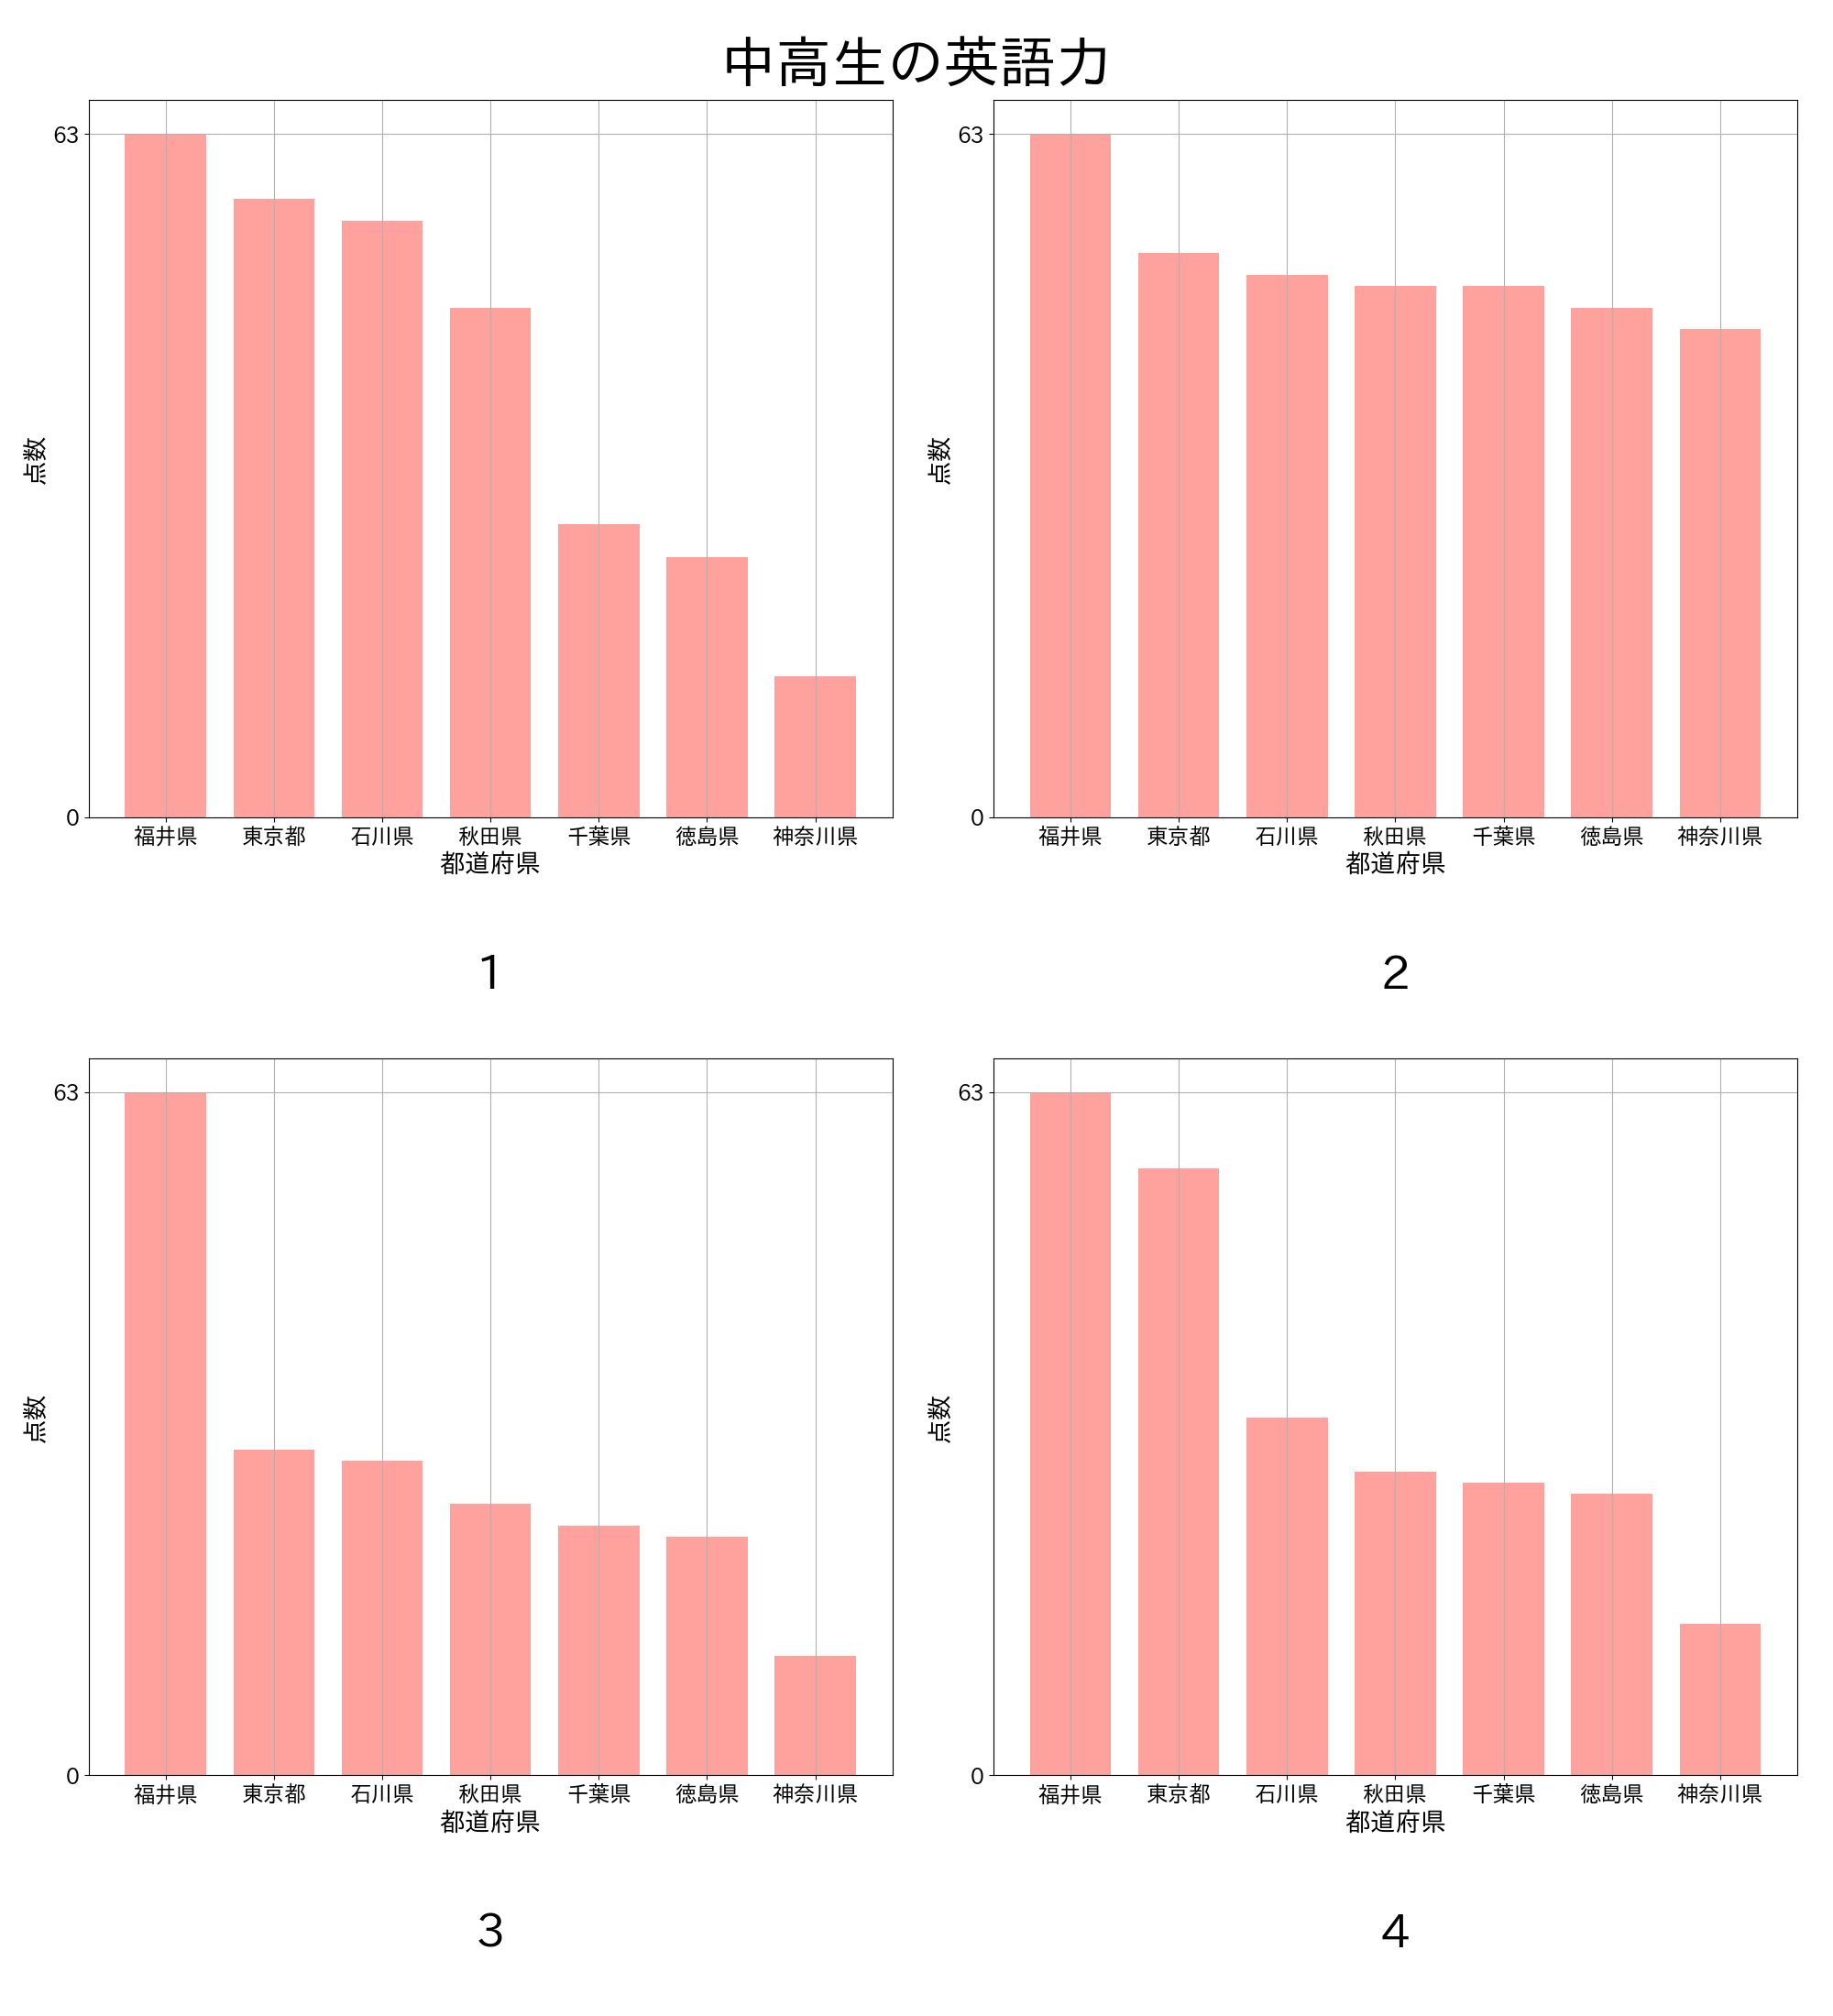 中高生の英語力
63
点数
0
福井県 東京都 石川県 秋田県 千葉県 徳島県 神奈川県
都道府県
1
63
点数
0
福井県 東京都 石川県 秋田県 千葉県 徳島県 神奈川県
都道府県
2
63
点数
0
福井県 東京都 石川県 秋田県 千葉県 徳島県 神奈川県
都道府県
3
63
点数
0
福井県 東京都 石川県 秋田県 千葉県 徳島県 神奈川県
都道府県
4